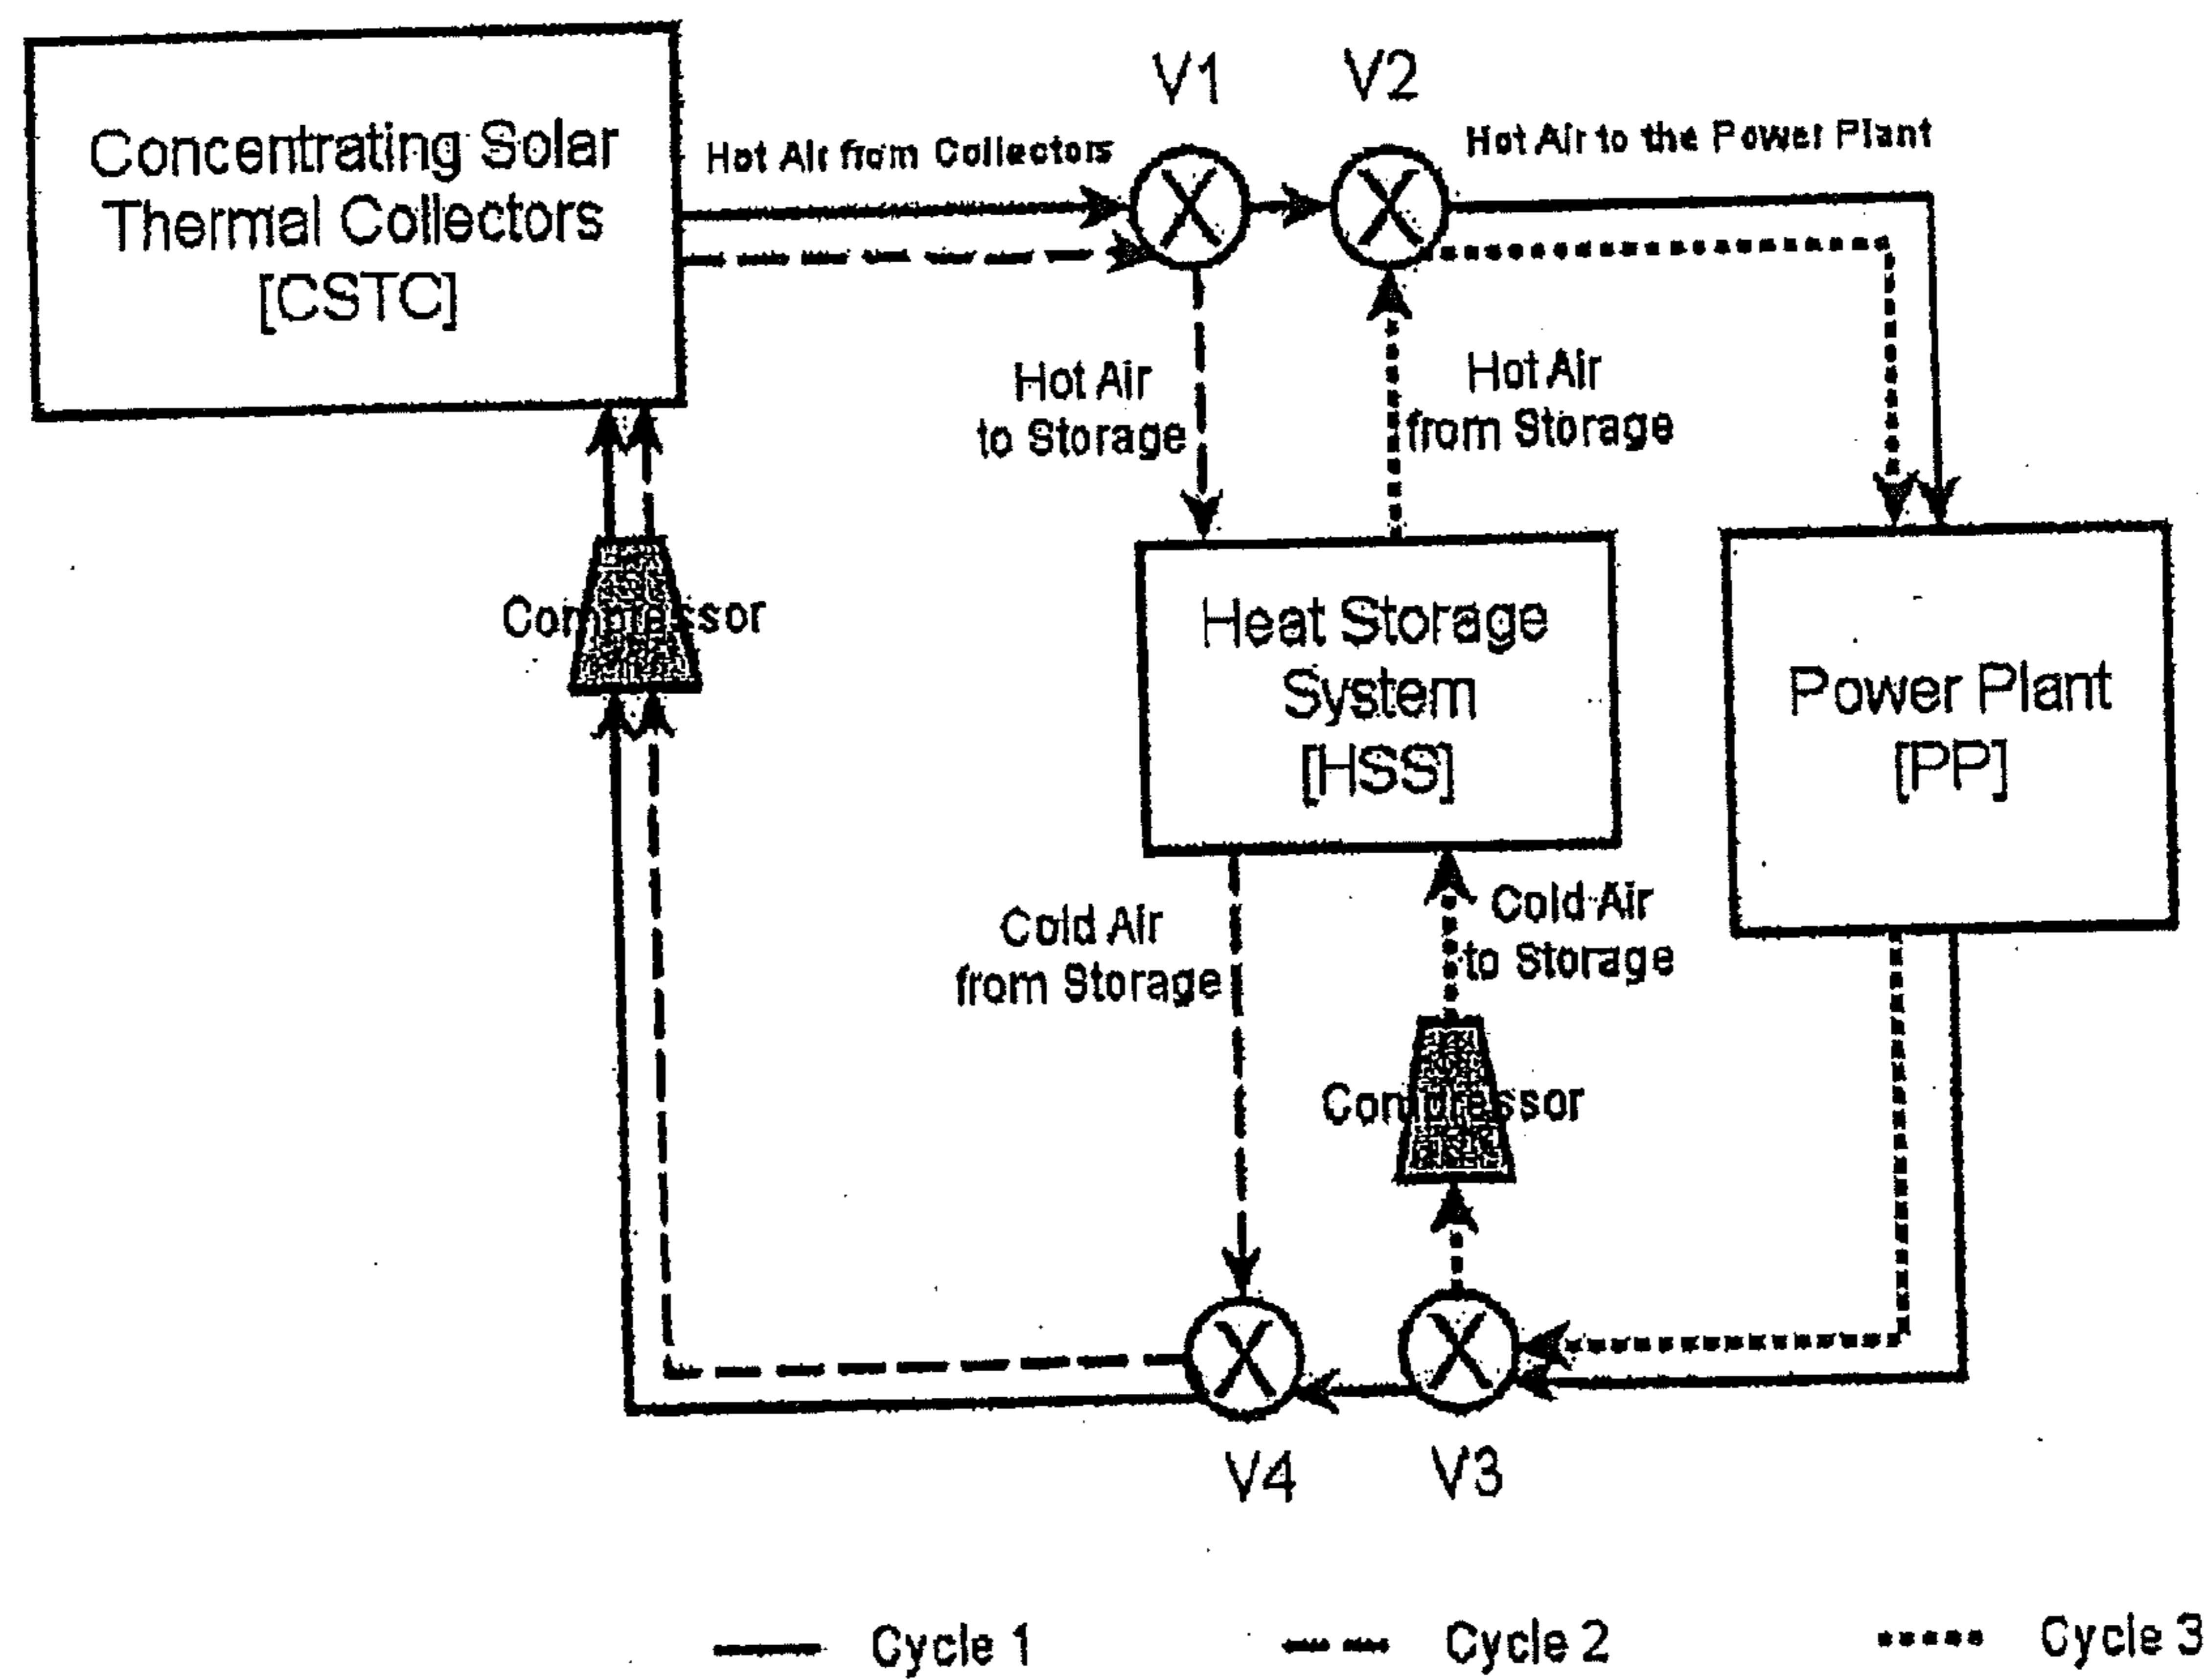 V1
V2
Concentrating Solar
Thermal Collectors
[CSTC]
Hot Air from Collectors
Hot Air to the Power Plant
Hot Air
to Storage
Hot Air
from Storage
Compressor
Heat Storage
System
[HSS]
Power Plant
[PP]
Cold Air
from Storage
Cold Air
to Storage
Compressor
V4
V3
Cycle 1
Cycle 2
Cycle 3